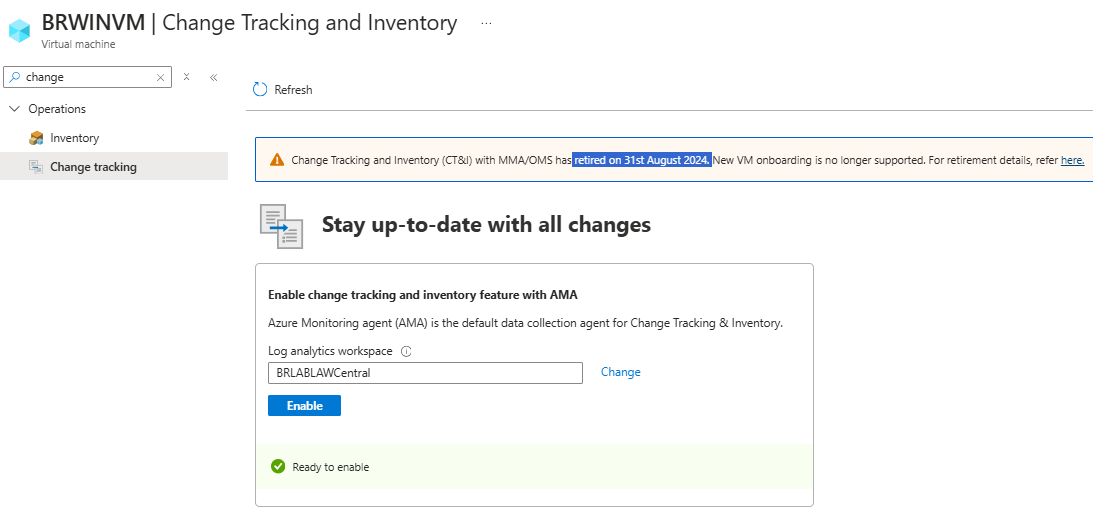 BRWINVM | Change Tracking and Inventory ...
Virtual machine
change
Operations
Inventory
Change tracking
Refresh
Change Tracking and Inventory (CT&I) with MMA/OMS has retired on 31st August 2024. New VM onboarding is no longer supported. For retirement details, refer here.
Stay up-to-date with all changes
Enable change tracking and inventory feature with AMA
Azure Monitoring agent (AMA) is the default data collection agent for Change Tracking & Inventory.
Log analytics workspace
BRLABLAWCentral Change
Enable
Ready to enable